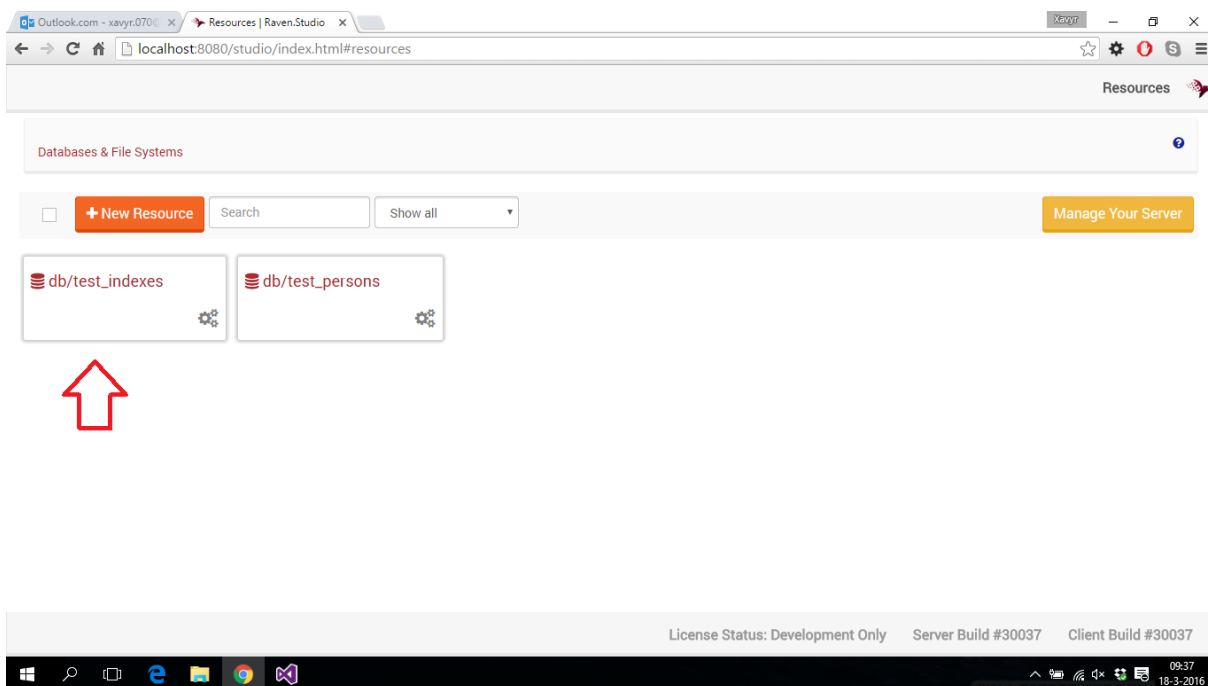 Outlook.com - xavyr.070
Resources | Raven.Studio
Xavyr
localhost:8080/studio/index.html#resources
Resources
Databases & File Systems
New Resource
Search
Show all
Manage Your Server
db/test_indexes
db/test_persons
License Status: Development Only
Server Build #30037
Client Build #30037
09:37
18-3-2016